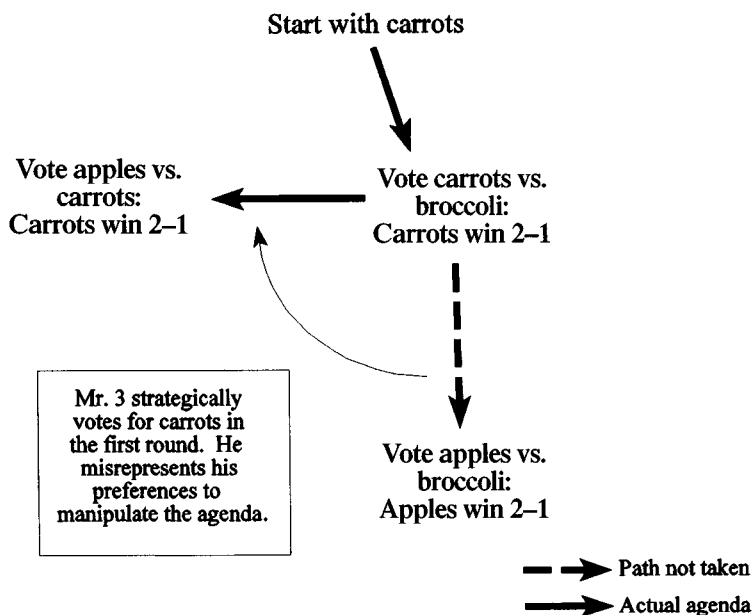 Start with carrots
Vote apples vs.
carrots:
Carrots win 2–1
Vote carrots vs.
broccoli:
Carrots win 2–1
Mr. 3 strategically
votes for carrots in
the first round. He
misrepresents his
preferences to
manipulate the agenda.
Vote apples vs.
broccoli:
Apples win 2–1
Path not taken
Actual agenda